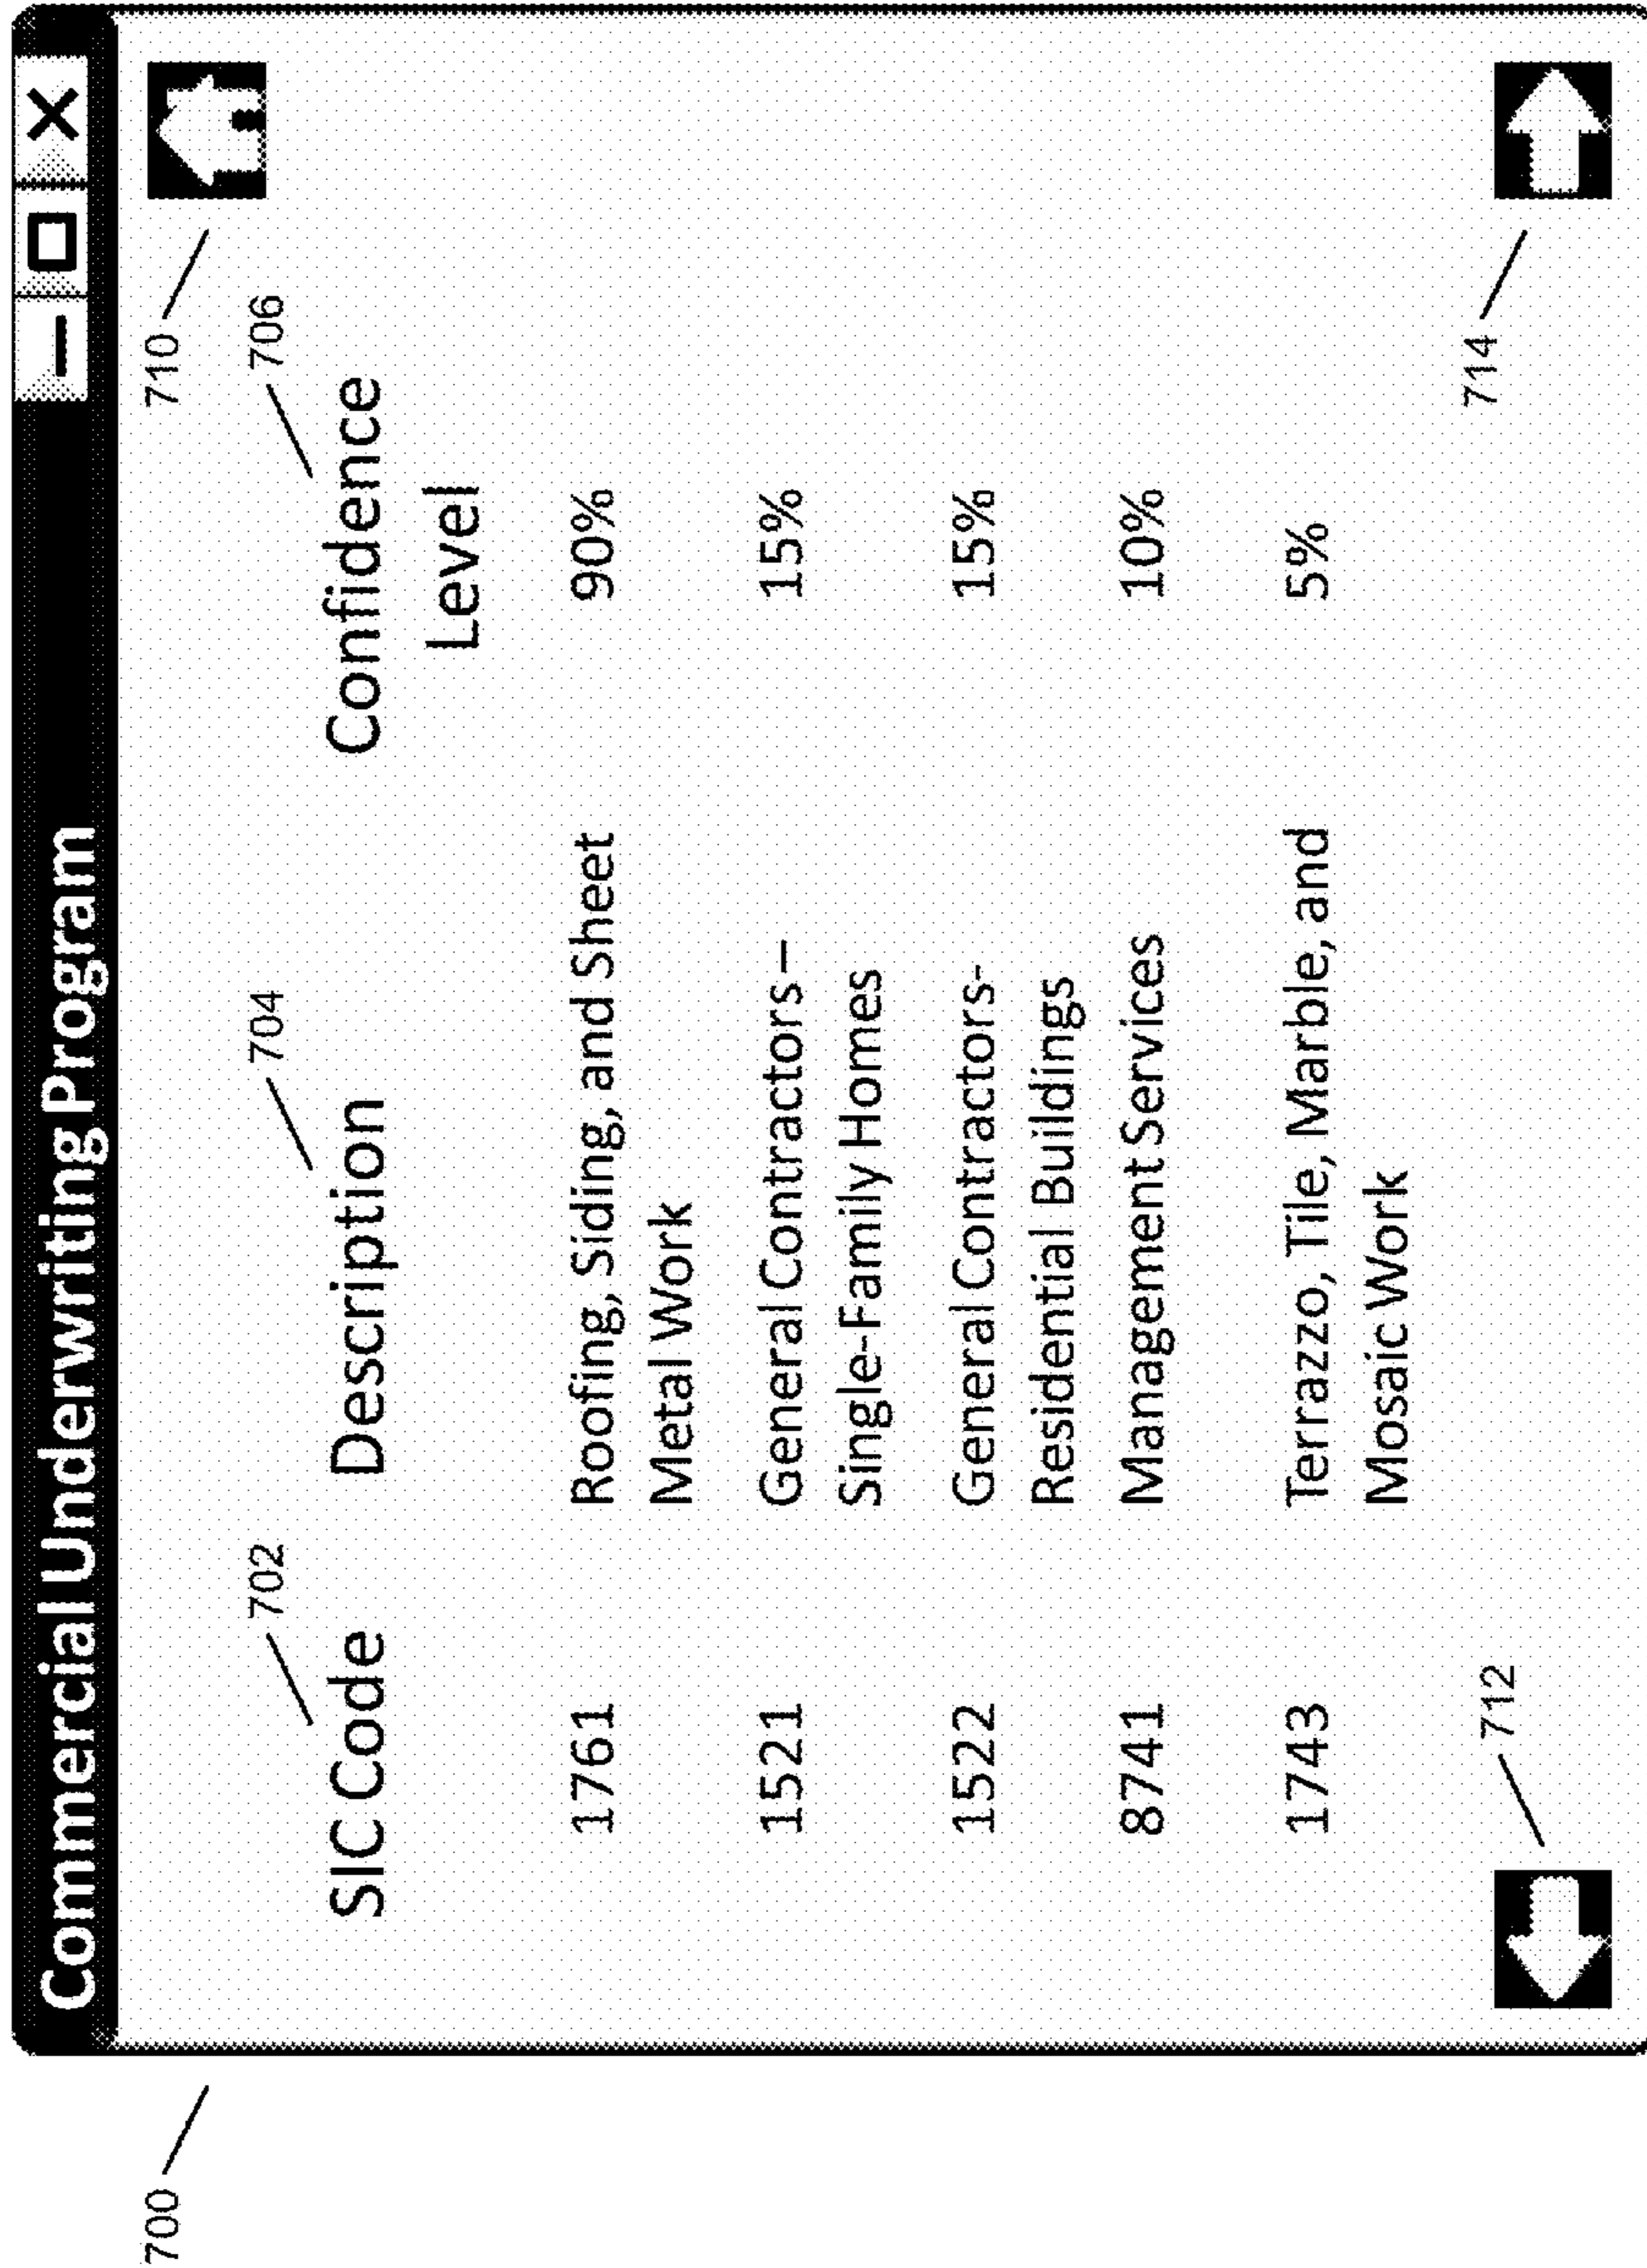 700
Commercial Underwriting Program
710
702
704
706
SIC Code Description Confidence
Level
1761 Roofing, Siding, and Sheet 90%
Metal Work
1521 General Contractors – 15%
Single-Family Homes
1522 General Contractors- 15%
Residential Buildings
8741 Management Services 10%
1743 Terrazzo, Tile, Marble, and 5%
Mosaic Work
712
714